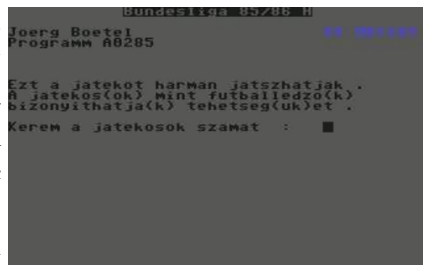 Bundesliga 85/86 H
Joerg Boetel
Programm A0285
Ezt a jatekot harman jatszhatjak .
A jatekos(ok) mint futballedzo(k)
bizonyithatja(k) tehetseg(uk)et .
Kerem a jatekosok szamat :